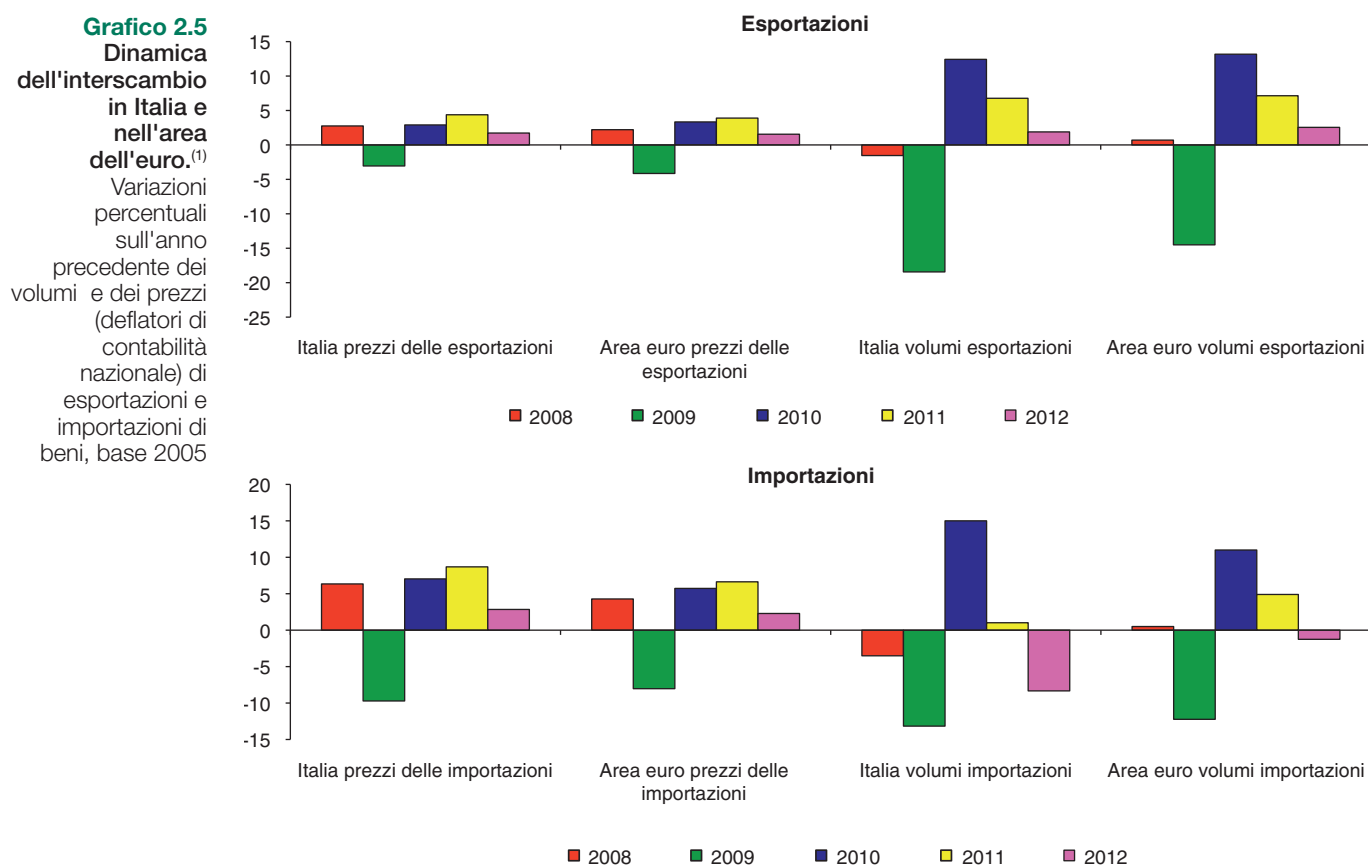 Grafico 2.5
Dinamica
dell'interscambio
in Italia e
nell'area
dell'euro.(1)
Variazioni
percentuali
sull'anno
precedente dei
volumi e dei prezzi
(deflatori di
contabilità
nazionale) di
esportazioni e
importazioni di
beni, base 2005
Esportazioni
15
10
5
0
-5
-10
-15
-20
-25
Italia prezzi delle esportazioni
Area euro prezzi delle
esportazioni
Italia volumi esportazioni
Area euro volumi esportazioni
2008 2009 2010 2011 2012
Importazioni
20
15
10
5
0
-5
-10
-15
Italia prezzi delle importazioni
Area euro prezzi delle
importazioni
Italia volumi importazioni
Area euro volumi importazioni
2008 2009 2010 2011 2012